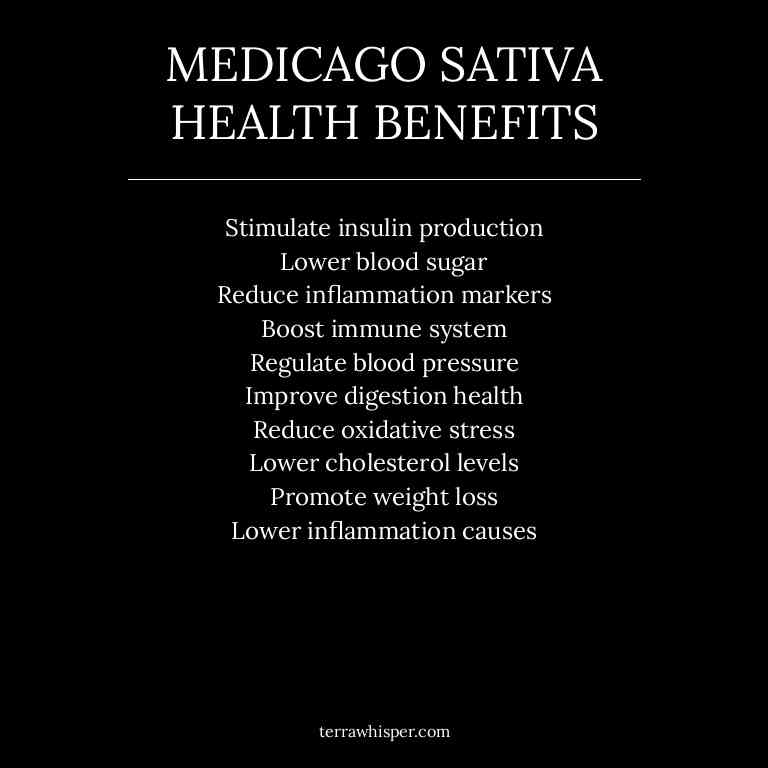 MEDICAGO SATIVA
HEALTH BENEFITS
Stimulate insulin production
Lower blood sugar
Reduce inflammation markers
Boost immune system
Regulate blood pressure
Improve digestion health
Reduce oxidative stress
Lower cholesterol levels
Promote weight loss
Lower inflammation causes
terrawhisper.com